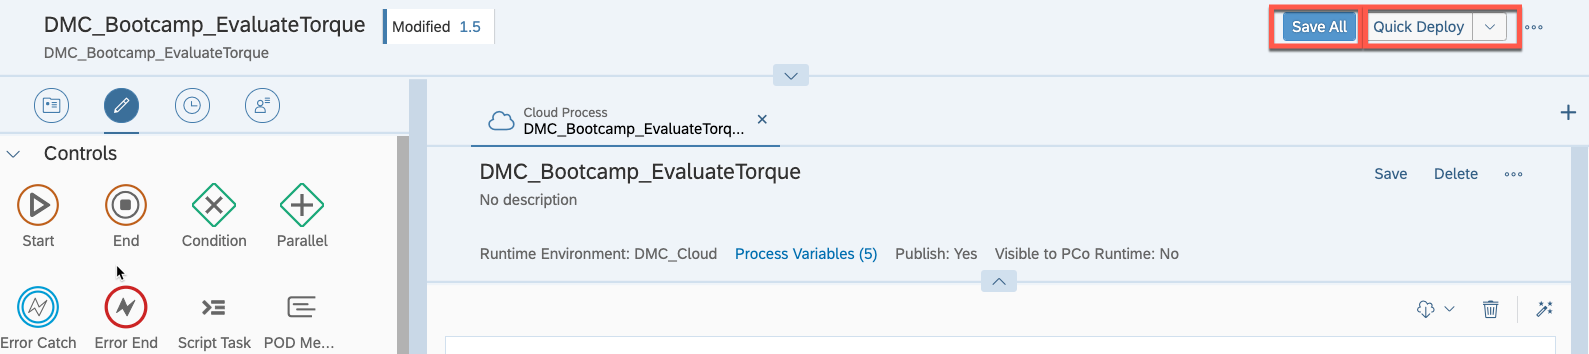 DMC_Bootcamp_EvaluateTorque
Modified 1.5
Save All
Quick Deploy
DMC_Bootcamp_EvaluateTorque
Cloud Process
DMC_Bootcamp_EvaluateTorq...
Controls
DMC_Bootcamp_EvaluateTorque
Save
Delete
No description
Start
End
Condition
Parallel
Runtime Environment: DMC_Cloud
Process Variables (5)
Publish: Yes
Visible to PCo Runtime: No
Error Catch
Error End
Script Task
POD Me...